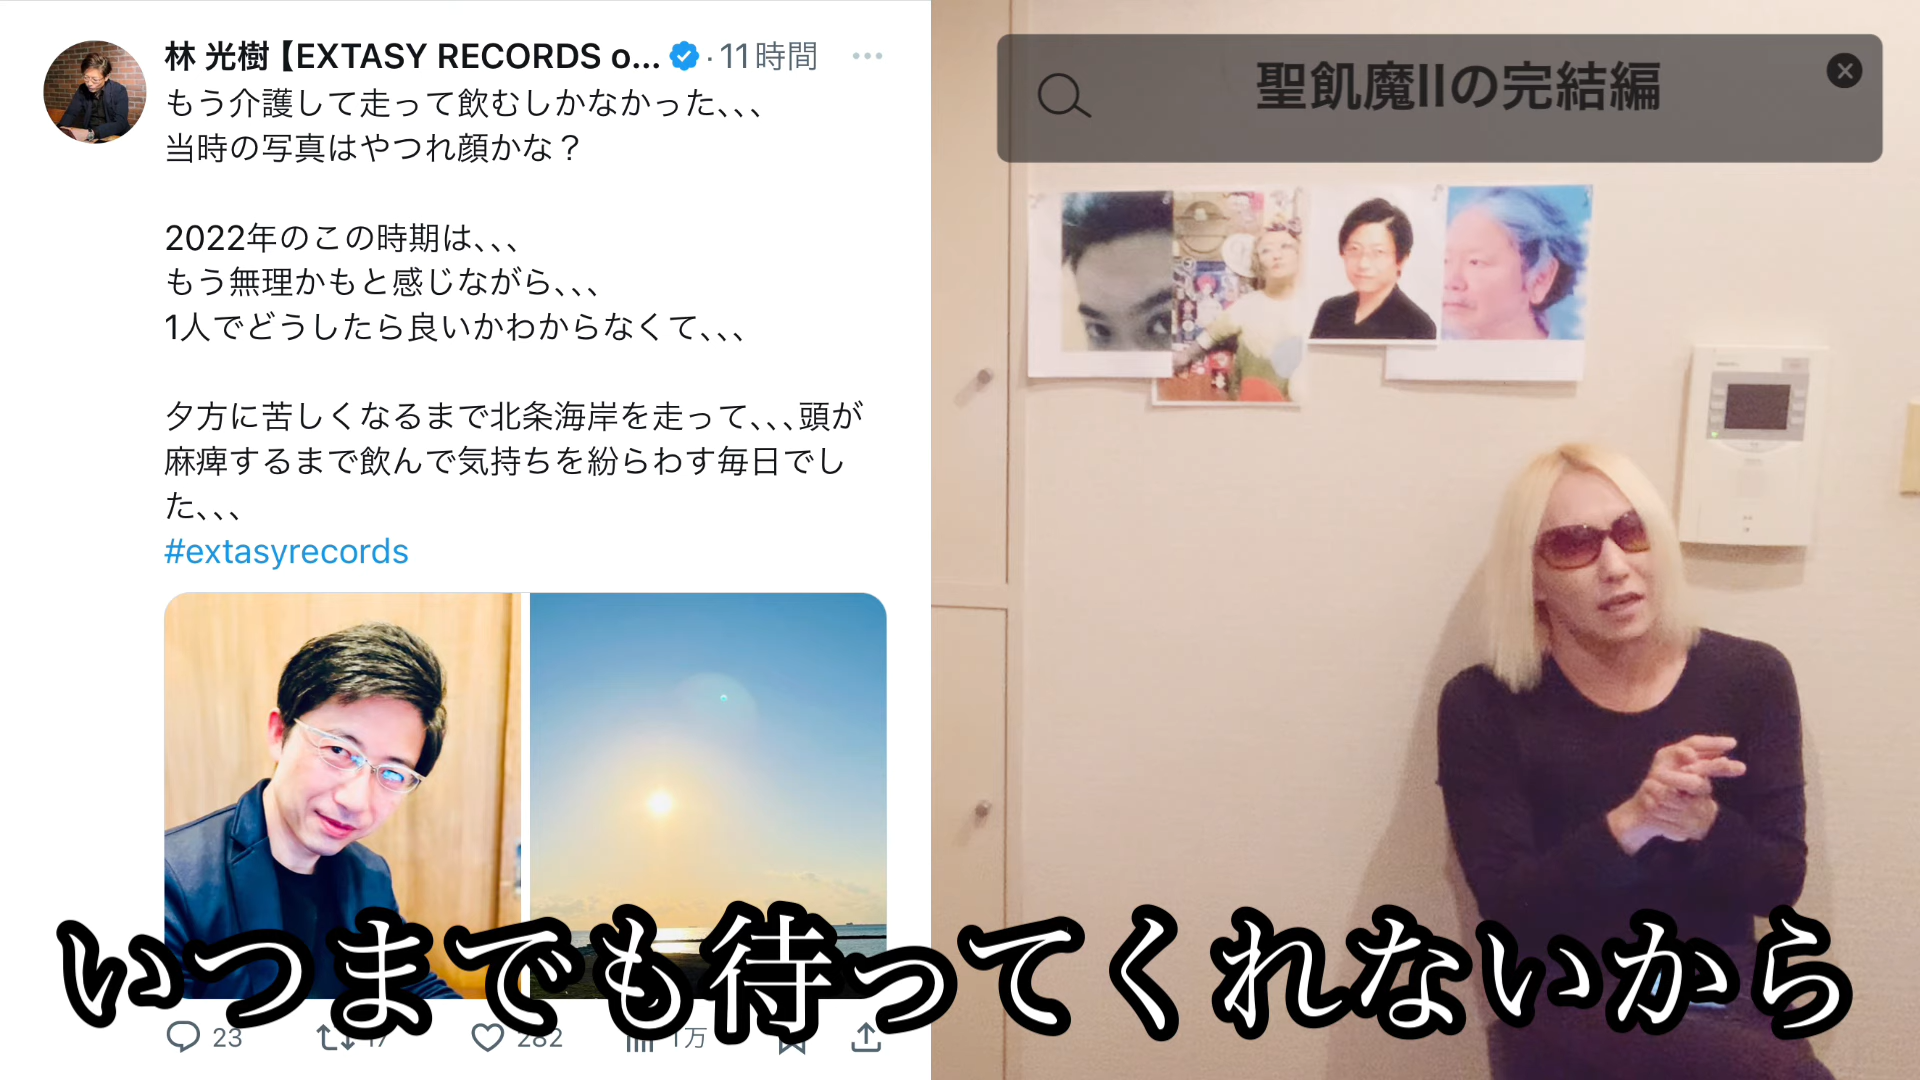 林 光樹【EXTASY RECORDS o... · 11時間
もう介護して走って飲むしかなかった､､､
当時の写真はやつれ顔かな？
2022年のこの時期は､､､
もう無理かもと感じながら､､､
1人でどうしたら良いかわからなくて､､､
夕方に苦しくなるまで北条海岸を走って､､､頭が
麻痺するまで飲んで気持ちを紛らわす毎日でし
た､､､
#extasyrecords
23 17 282 1万
聖飢魔IIの完結編
いつまでも待ってくれないから